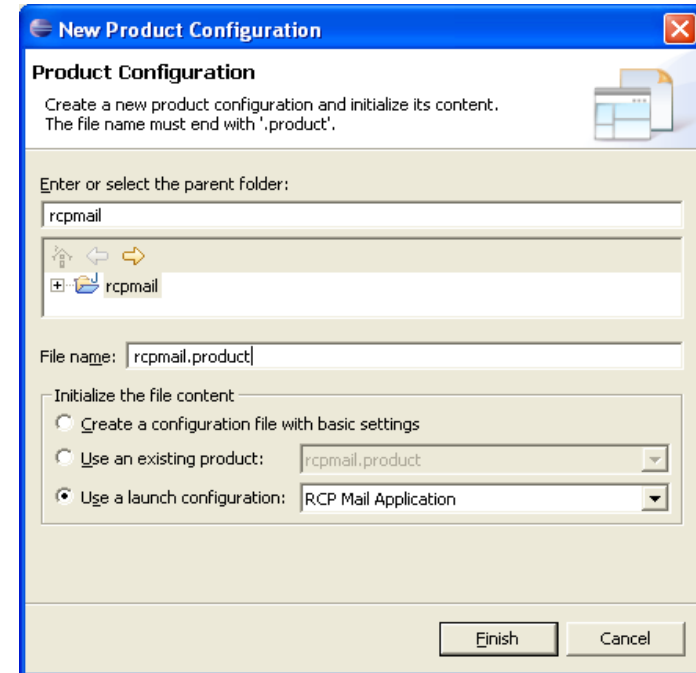 New Product Configuration
Product Configuration
Create a new product configuration and initialize its content.
The file name must end with '.product'.
Enter or select the parent folder:
rcpmail
rcpmail
File name: rcpmail.product
Initialize the file content
Create a configuration file with basic settings
Use an existing product: rcpmail.product
Use a launch configuration: RCP Mail Application
Finish Cancel